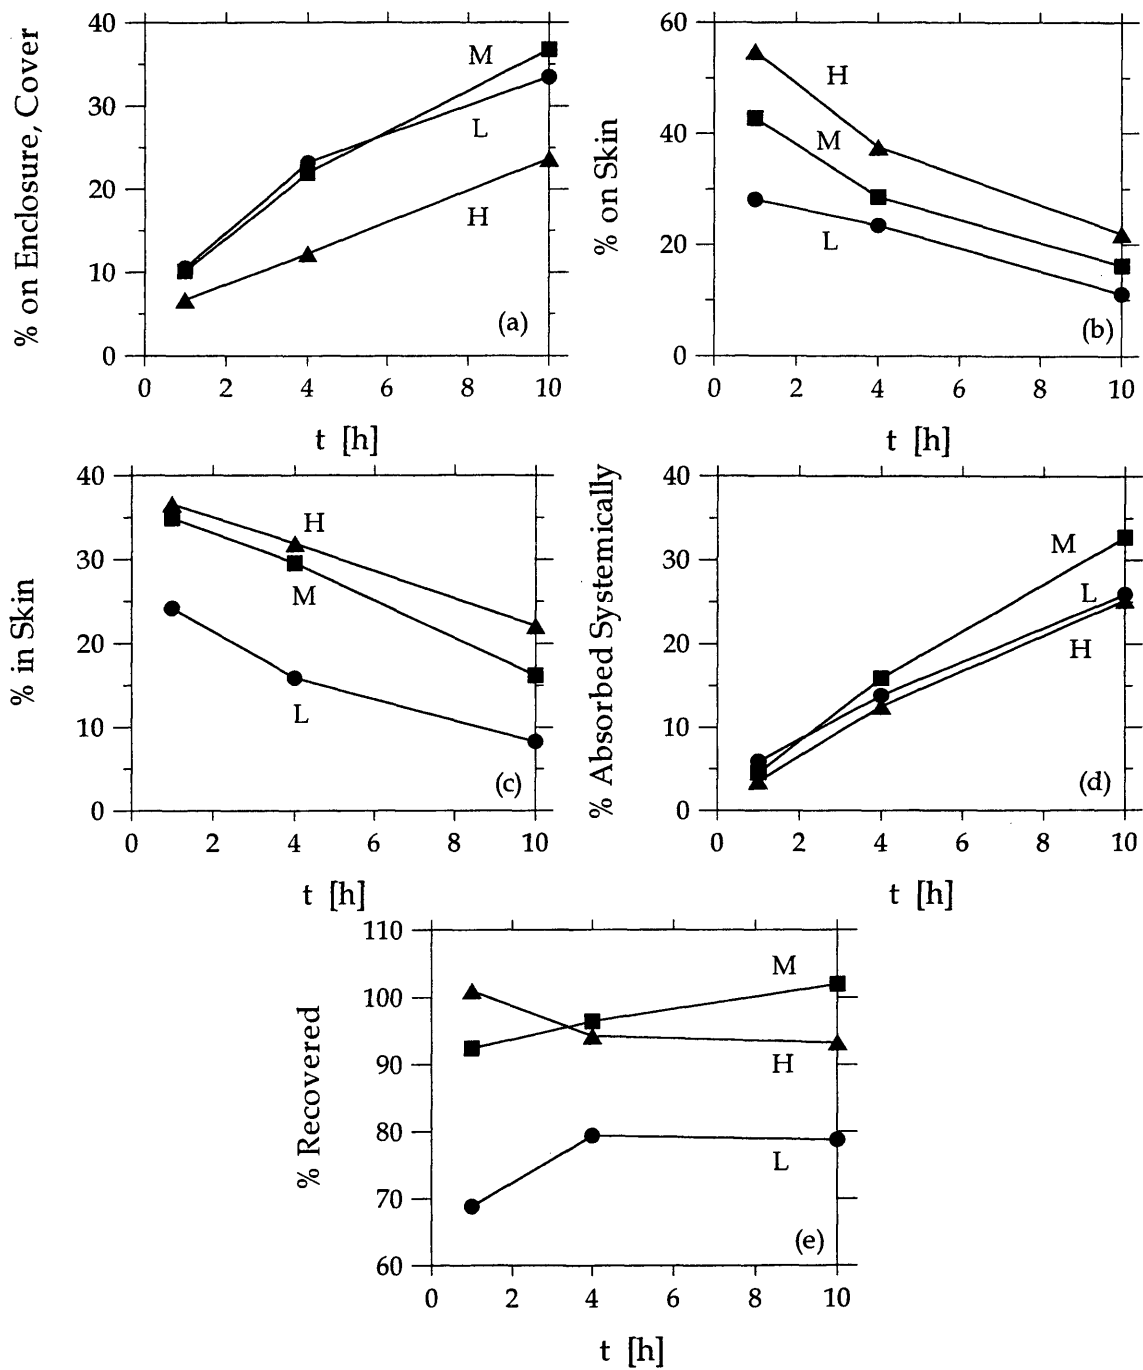 % on Enclosure, Cover
40
30
20
10
0
M
L
H
(a)
0 2 4 6 8 10
t [h]
% on Skin
60
40
20
0
H
M
L
(b)
0 2 4 6 8 10
t [h]
% in Skin
40
30
20
10
0
H
M
L
(c)
0 2 4 6 8 10
t [h]
% Absorbed Systemically
40
30
20
10
0
M
L
H
(d)
0 2 4 6 8 10
t [h]
% Recovered
110
100
90
80
70
60
M
H
L
(e)
0 2 4 6 8 10
t [h]